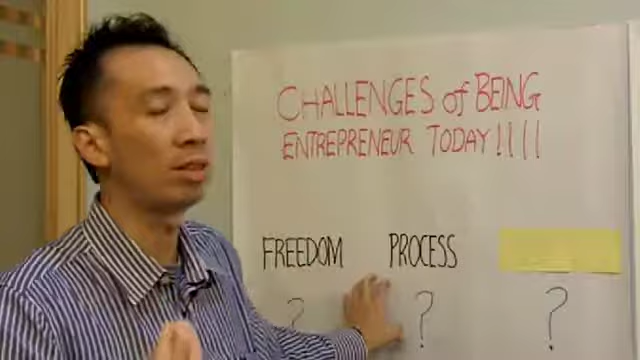 CHALLENGES of BEING
ENTREPRENEUR TODAY!!!!
FREEDOM PROCESS
? ? ?